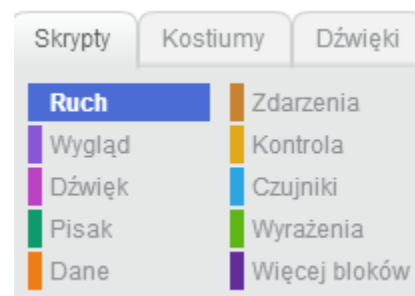 Skrypty Kostiumy Dźwięki
Ruch Zdarzenia
Wygląd Kontrola
Dźwięk Czujniki
Pisak Wyrażenia
Dane Więcej bloków